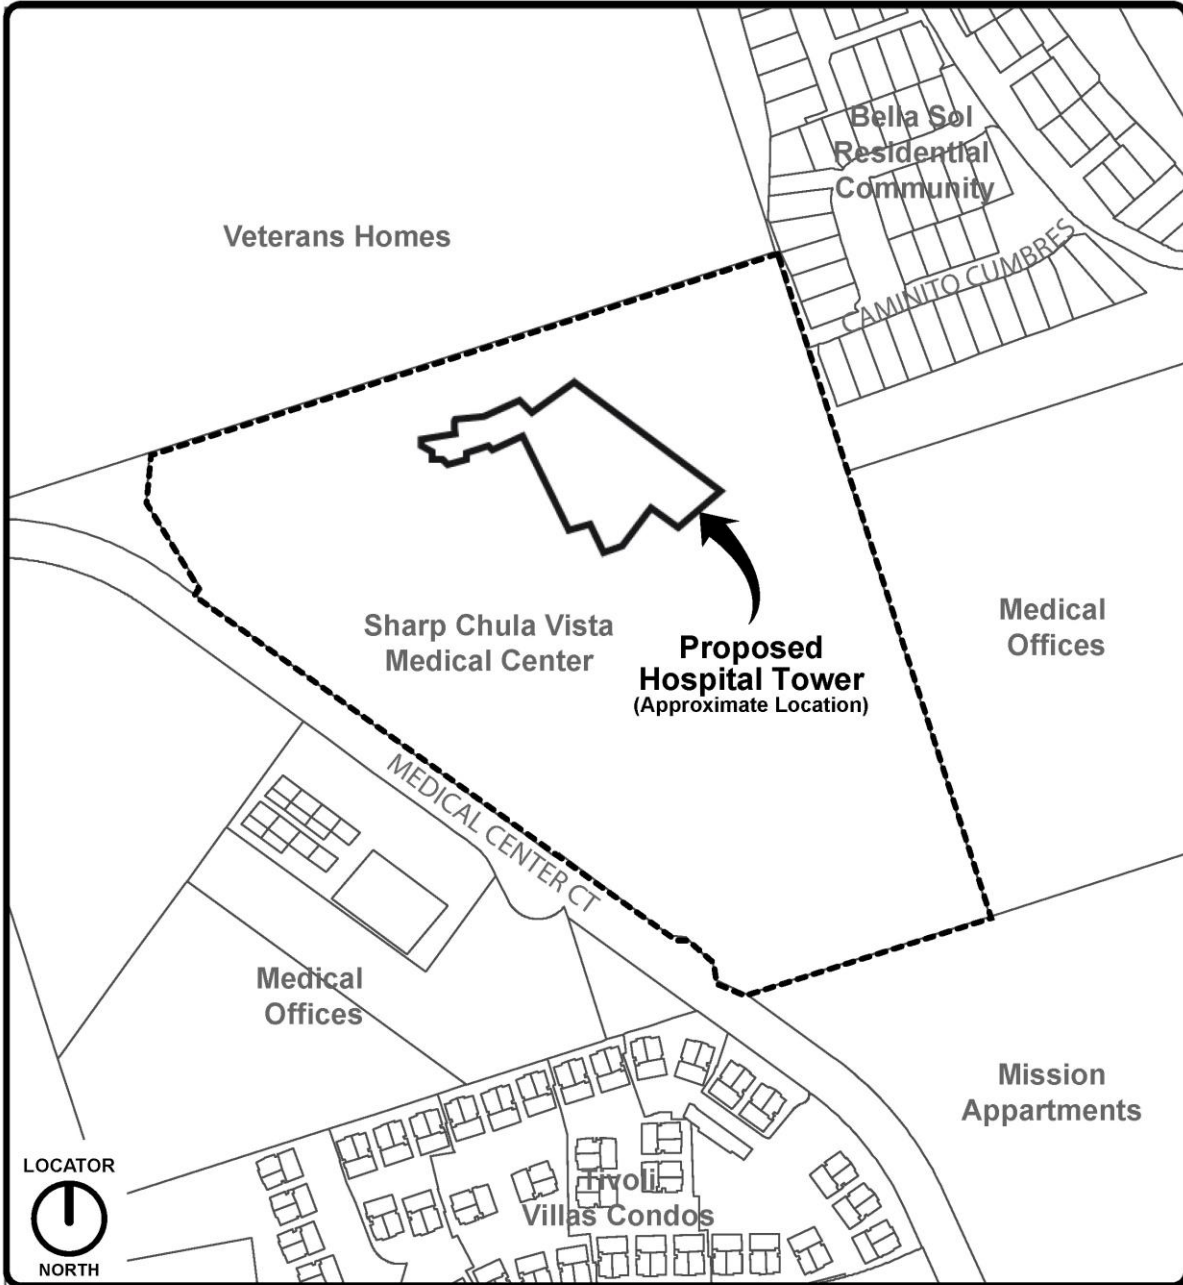 Bella Sol
Residential
Community
Veterans Homes
CAMINITO CUMBRES
Sharp Chula Vista
Medical Center
Proposed
Hospital Tower
(Approximate Location)
Medical
Offices
MEDICAL CENTER CT
Medical
Offices
Mission
Appartments
Tivoli
Villas Condos
LOCATOR
NORTH